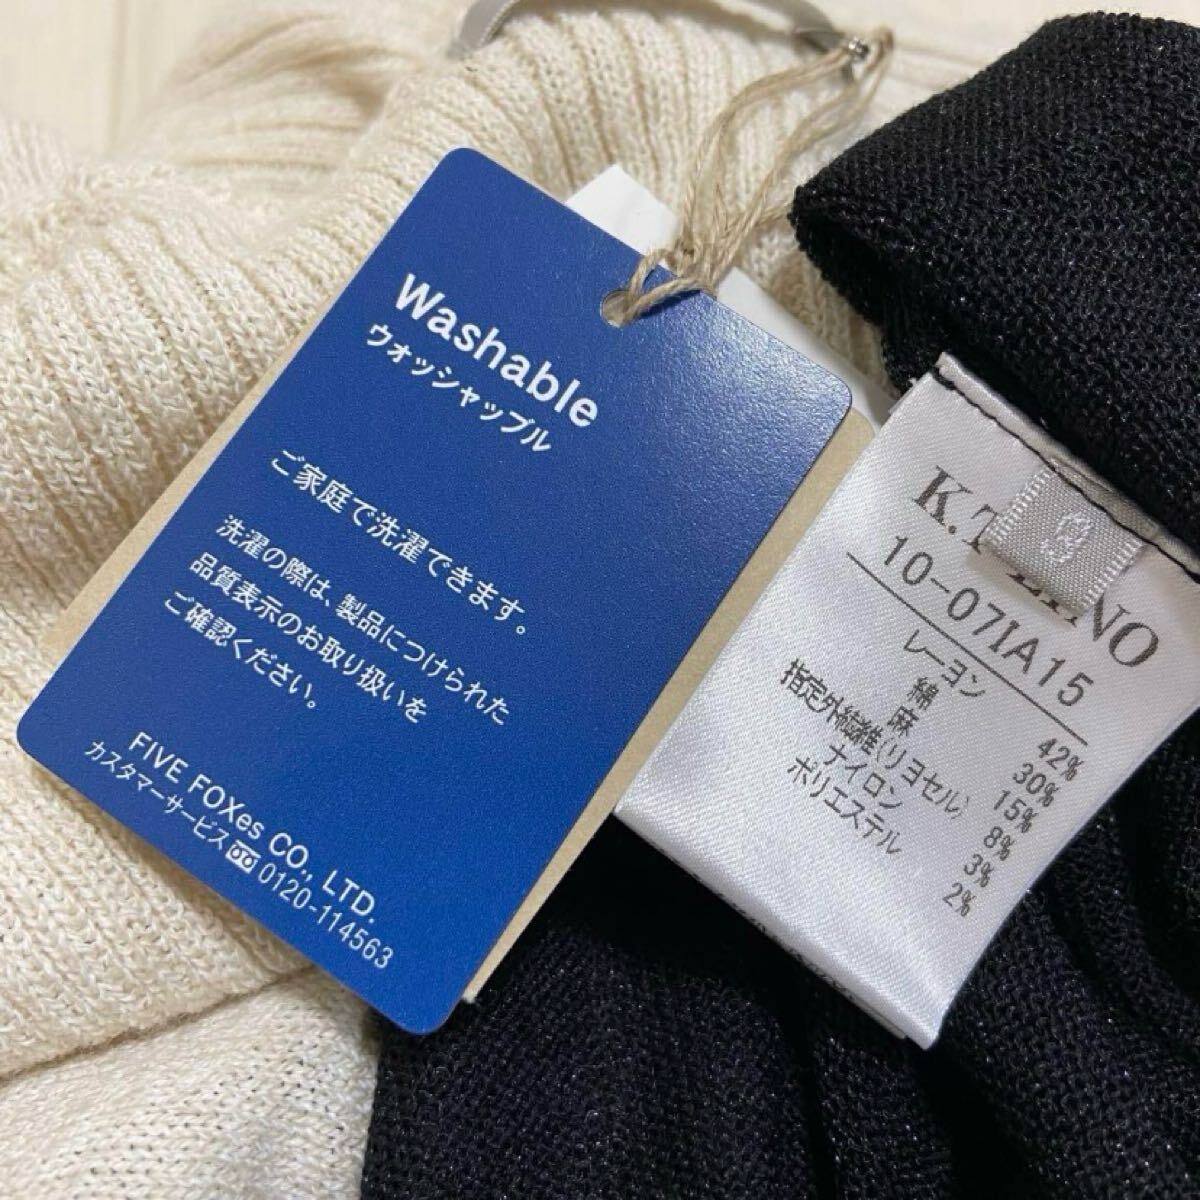 Washable
ウォッシャブル
ご家庭で洗濯できます。
洗濯の際は、製品につけられた
品質表示のお取り扱いを
ご確認ください。
FIVE FOXes CO., LTD.
カスタマーサービス 0120-114563
9
10-07IA15
レーヨン 42%
綿 30%
麻 15%
指定外繊維(リヨセル) 8%
ナイロン 3%
ポリエステル 2%